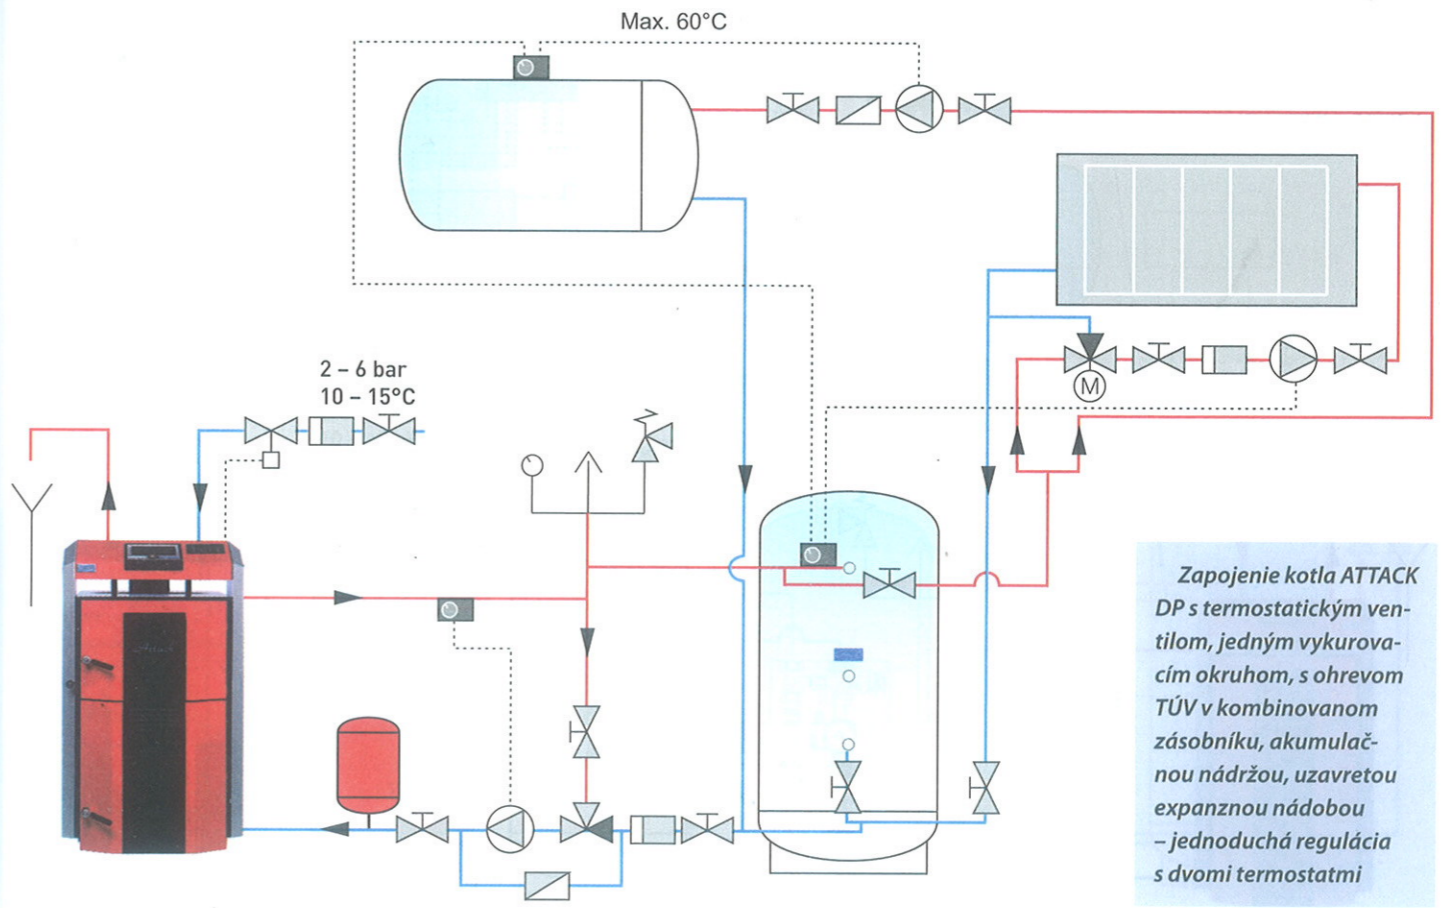 Max. 60°C
2 – 6 bar
10 – 15°C
M
Zapojenie kotla ATTACK
DP s termostatickým ven-
tilom, jedným vykurova-
cím okruhom, s ohrevom
TÚV v kombinovanom
zásobníku, akumulač-
nou nádržou, uzavretou
expanznou nádobou
– jednoduchá regulácia
s dvomi termostatmi